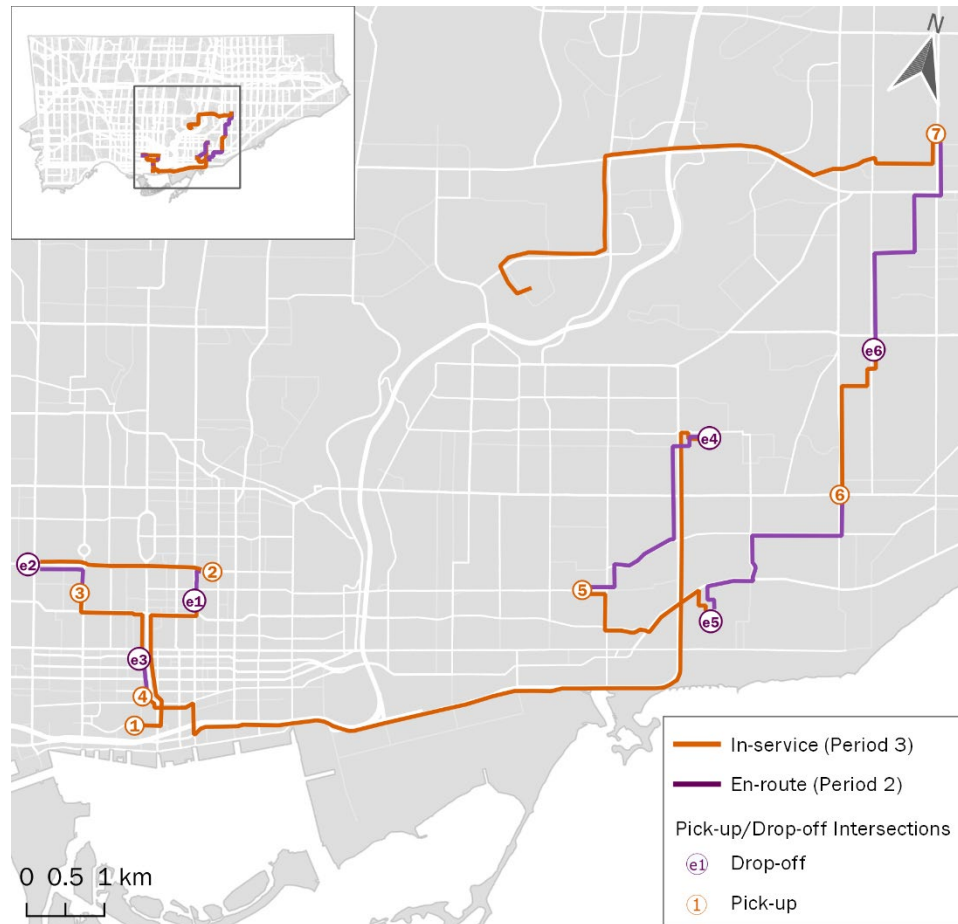 N
7
e6
e4
6
e2
2
3
e1
5
e5
e3
4
1
In-service (Period 3)
En-route (Period 2)
Pick-up/Drop-off Intersections
e1 Drop-off
1 Pick-up
0 0.5 1 km